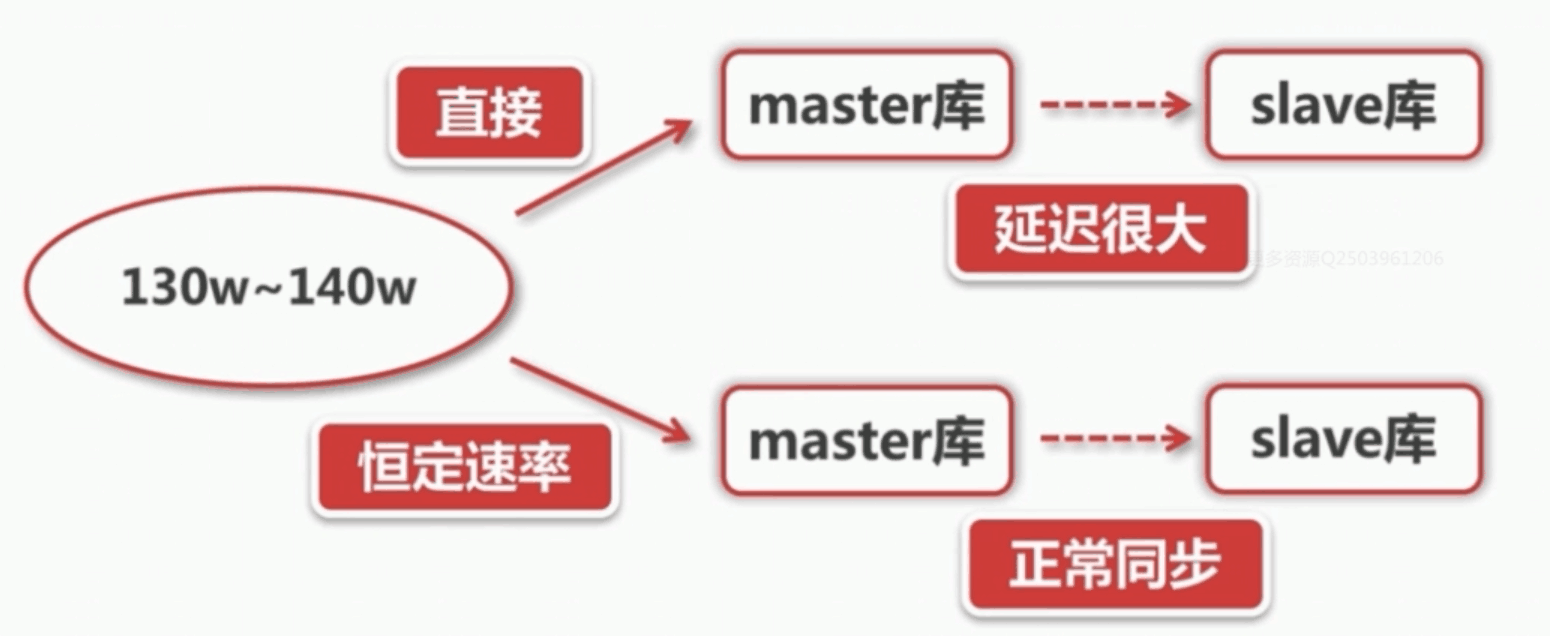 直接
master库
slave库
延迟很大
更多资源Q2503961206
130w~140w
恒定速率
master库
slave库
正常同步